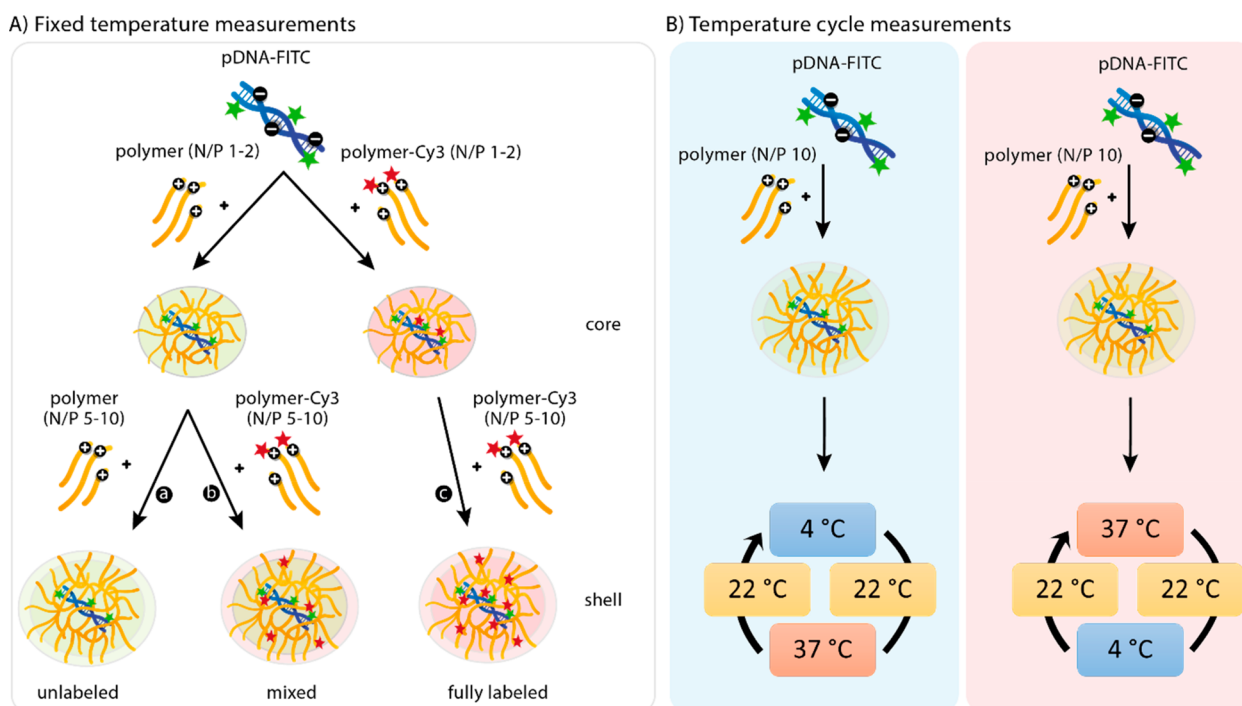 A) Fixed temperature measurements
pDNA-FITC
polymer (N/P 1-2)
polymer-Cy3 (N/P 1-2)
+
+
core
polymer
(N/P 5-10)
polymer-Cy3
(N/P 5-10)
polymer-Cy3
(N/P 5-10)
+
+
+
a
b
c
shell
unlabeled
mixed
fully labeled
B) Temperature cycle measurements
pDNA-FITC
polymer (N/P 10)
+
4 °C
22 °C
22 °C
37 °C
pDNA-FITC
polymer (N/P 10)
+
37 °C
22 °C
22 °C
4 °C